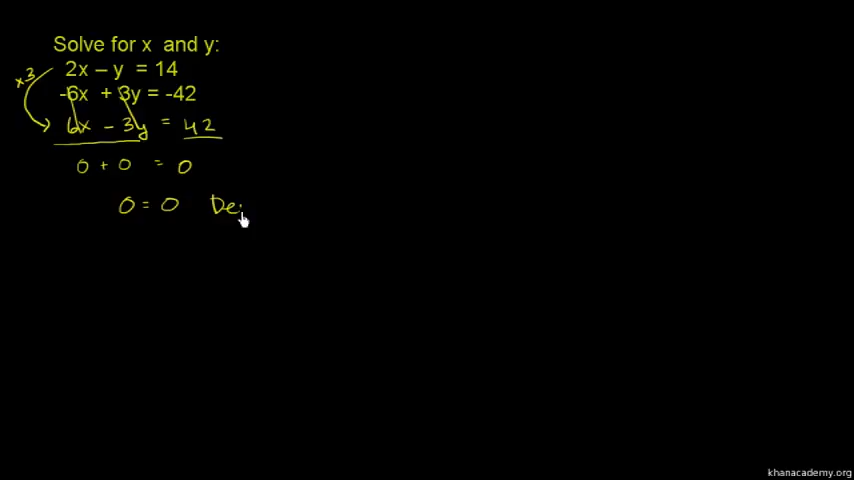 Solve for x and y:
x3
2x – y = 14
-6x + 3y = -42
6x - 3y = 42
0 + 0 = 0
0 = 0 De
khanacademy.org